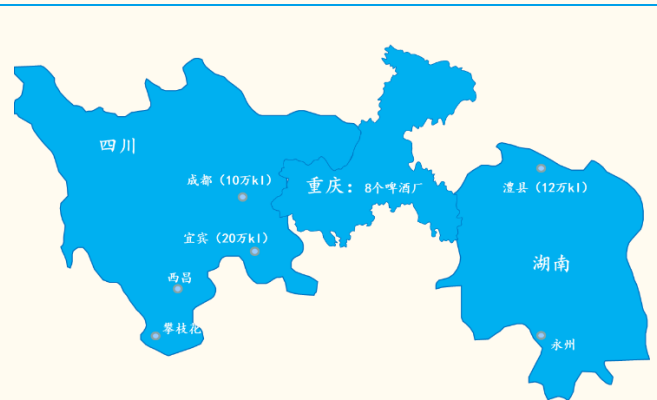 四川
成都（10万kl）
重庆：8个啤酒厂
澧县（12万kl）
宜宾（20万kl）
湖南
西昌
攀枝花
永州